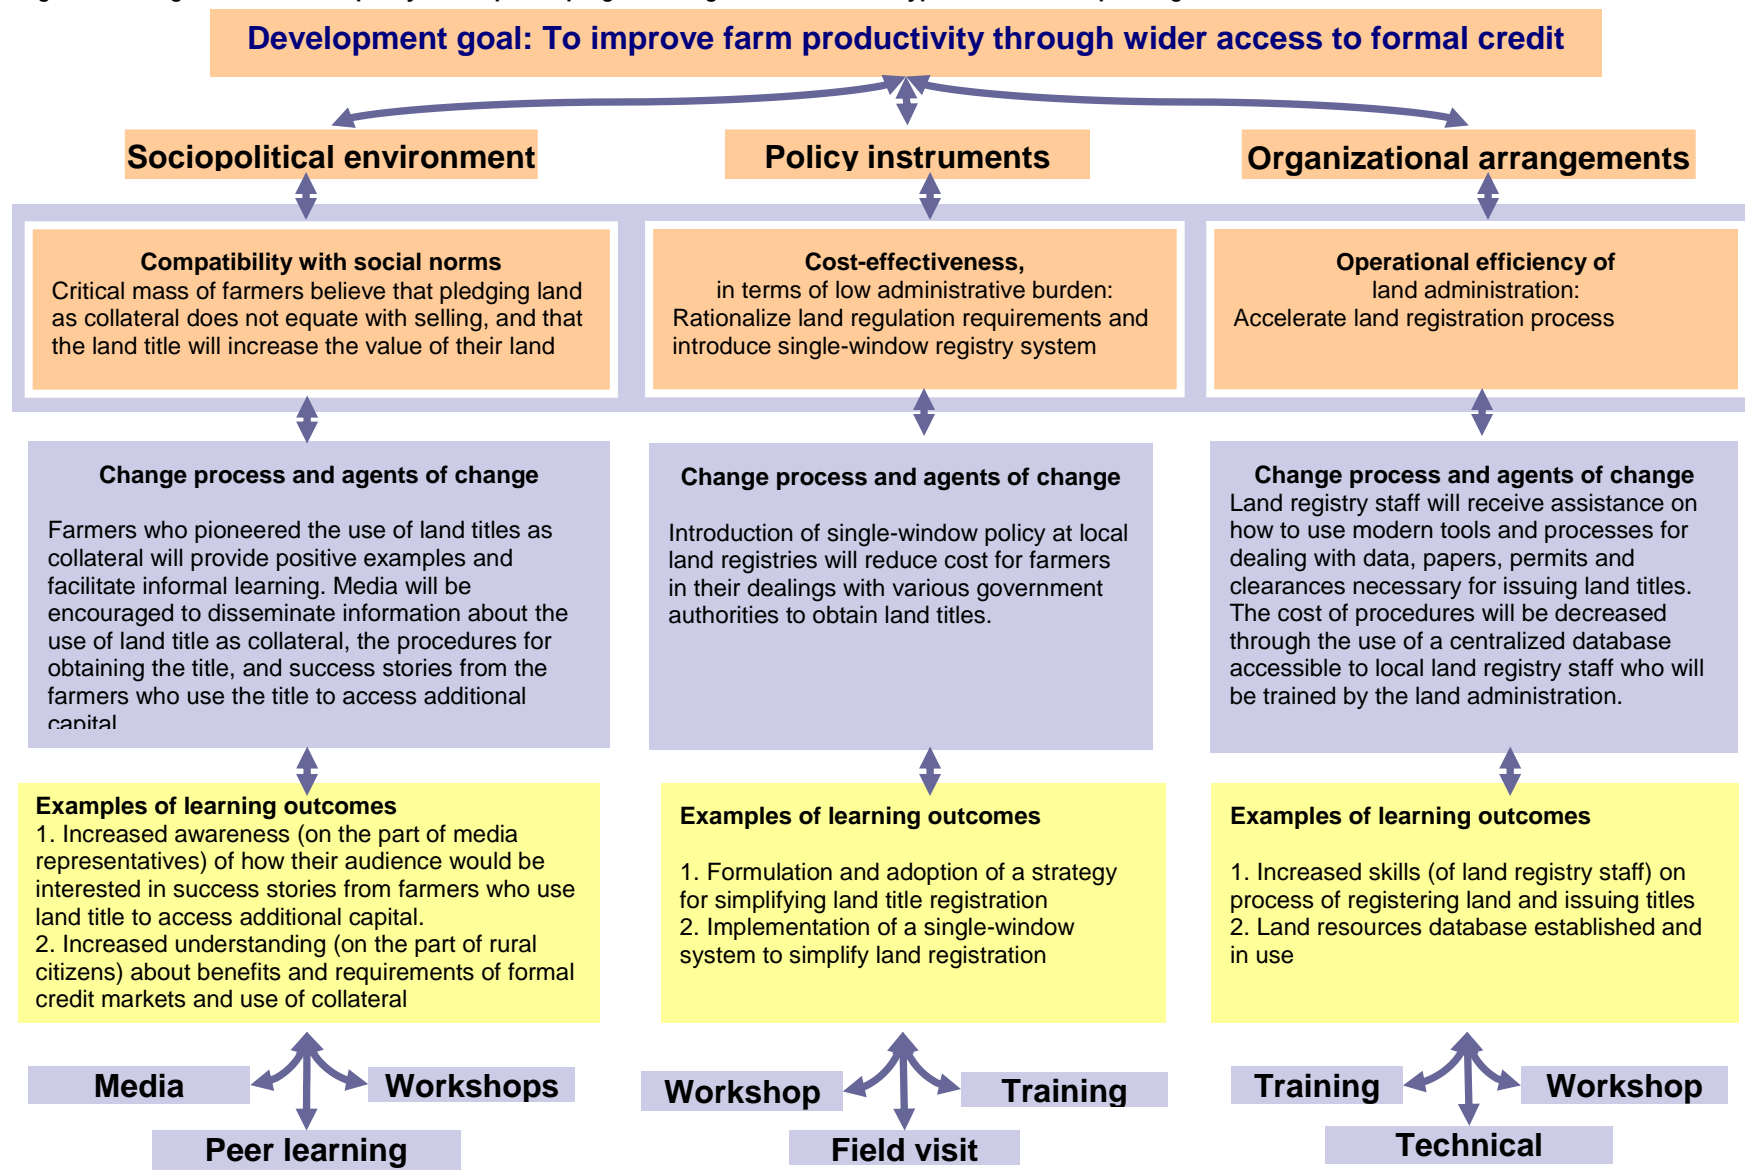 Development goal: To improve farm productivity through wider access to formal credit
Sociopolitical environment
Policy instruments
Organizational arrangements
Compatibility with social norms
Critical mass of farmers believe that pledging land
as collateral does not equate with selling, and that
the land title will increase the value of their land
Cost-effectiveness,
in terms of low administrative burden:
Rationalize land regulation requirements and
introduce single-window registry system
Operational efficiency of
land administration:
Accelerate land registration process
Change process and agents of change
Farmers who pioneered the use of land titles as
collateral will provide positive examples and
facilitate informal learning. Media will be
encouraged to disseminate information about the
use of land title as collateral, the procedures for
obtaining the title, and success stories from the
farmers who use the title to access additional
capital
Change process and agents of change
Introduction of single-window policy at local
land registries will reduce cost for farmers
in their dealings with various government
authorities to obtain land titles.
Change process and agents of change
Land registry staff will receive assistance on
how to use modern tools and processes for
dealing with data, papers, permits and
clearances necessary for issuing land titles.
The cost of procedures will be decreased
through the use of a centralized database
accessible to local land registry staff who will
be trained by the land administration.
Examples of learning outcomes
1. Increased awareness (on the part of media
representatives) of how their audience would be
interested in success stories from farmers who use
land title to access additional capital.
2. Increased understanding (on the part of rural
citizens) about benefits and requirements of formal
credit markets and use of collateral
Examples of learning outcomes
1. Formulation and adoption of a strategy
for simplifying land title registration
2. Implementation of a single-window
system to simplify land registration
Examples of learning outcomes
1. Increased skills (of land registry staff) on
process of registering land and issuing titles
2. Land resources database established and
in use
Media
Workshops
Peer learning
Workshop
Training
Field visit
Training
Workshop
Technical